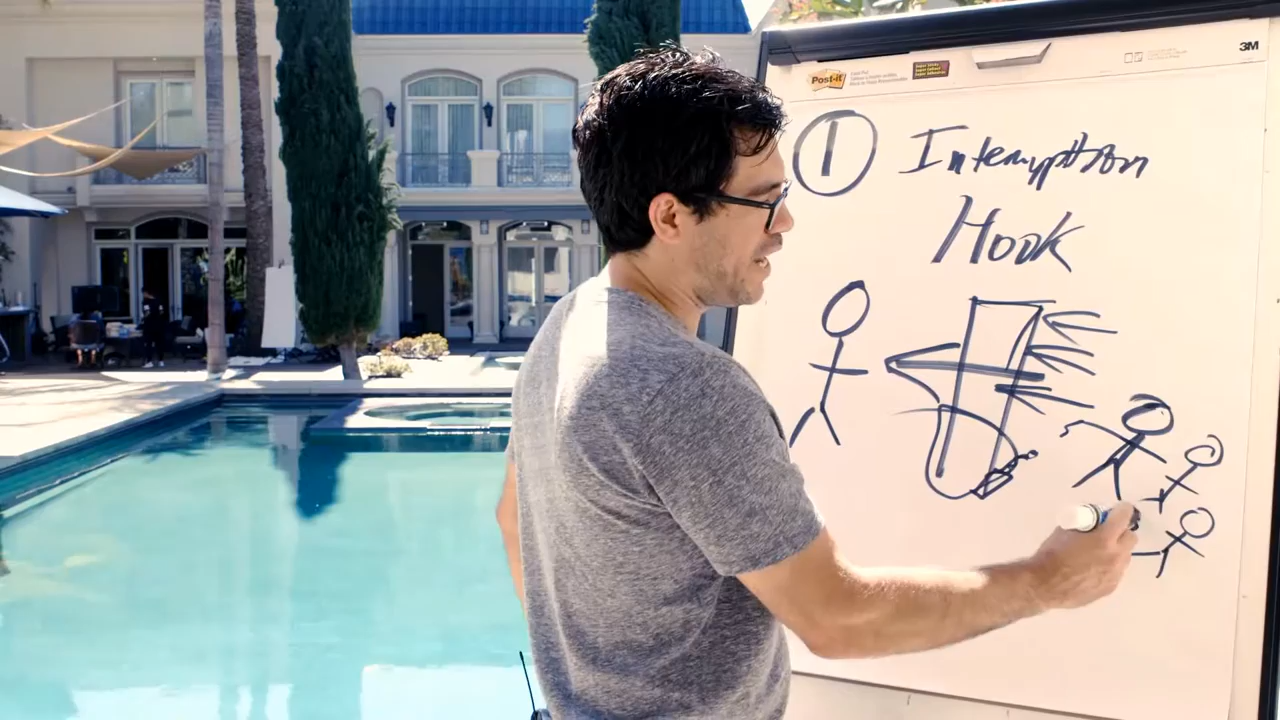 Post-it
3M
①
Interruption
Hook